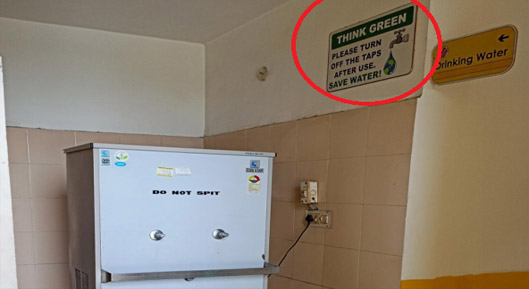 THINK GREEN
PLEASE TURN
OFF THE TAPS
AFTER USE.
SAVE WATER!
Drinking Water
DO NOT SPIT